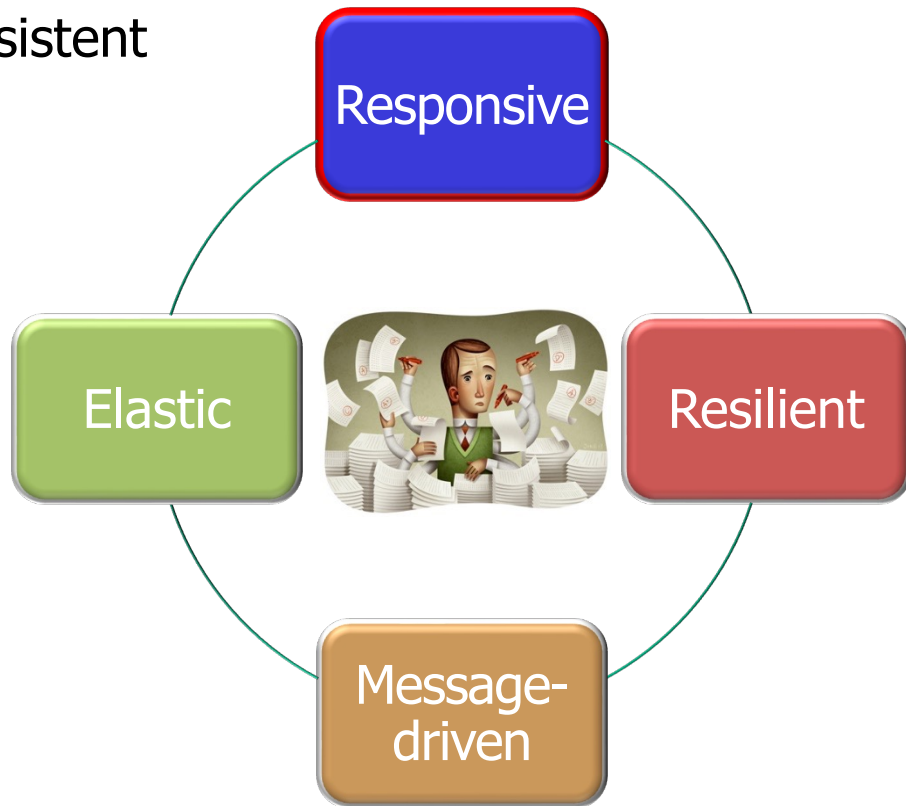 sistent
Responsive
Elastic
Resilient
Message-
driven